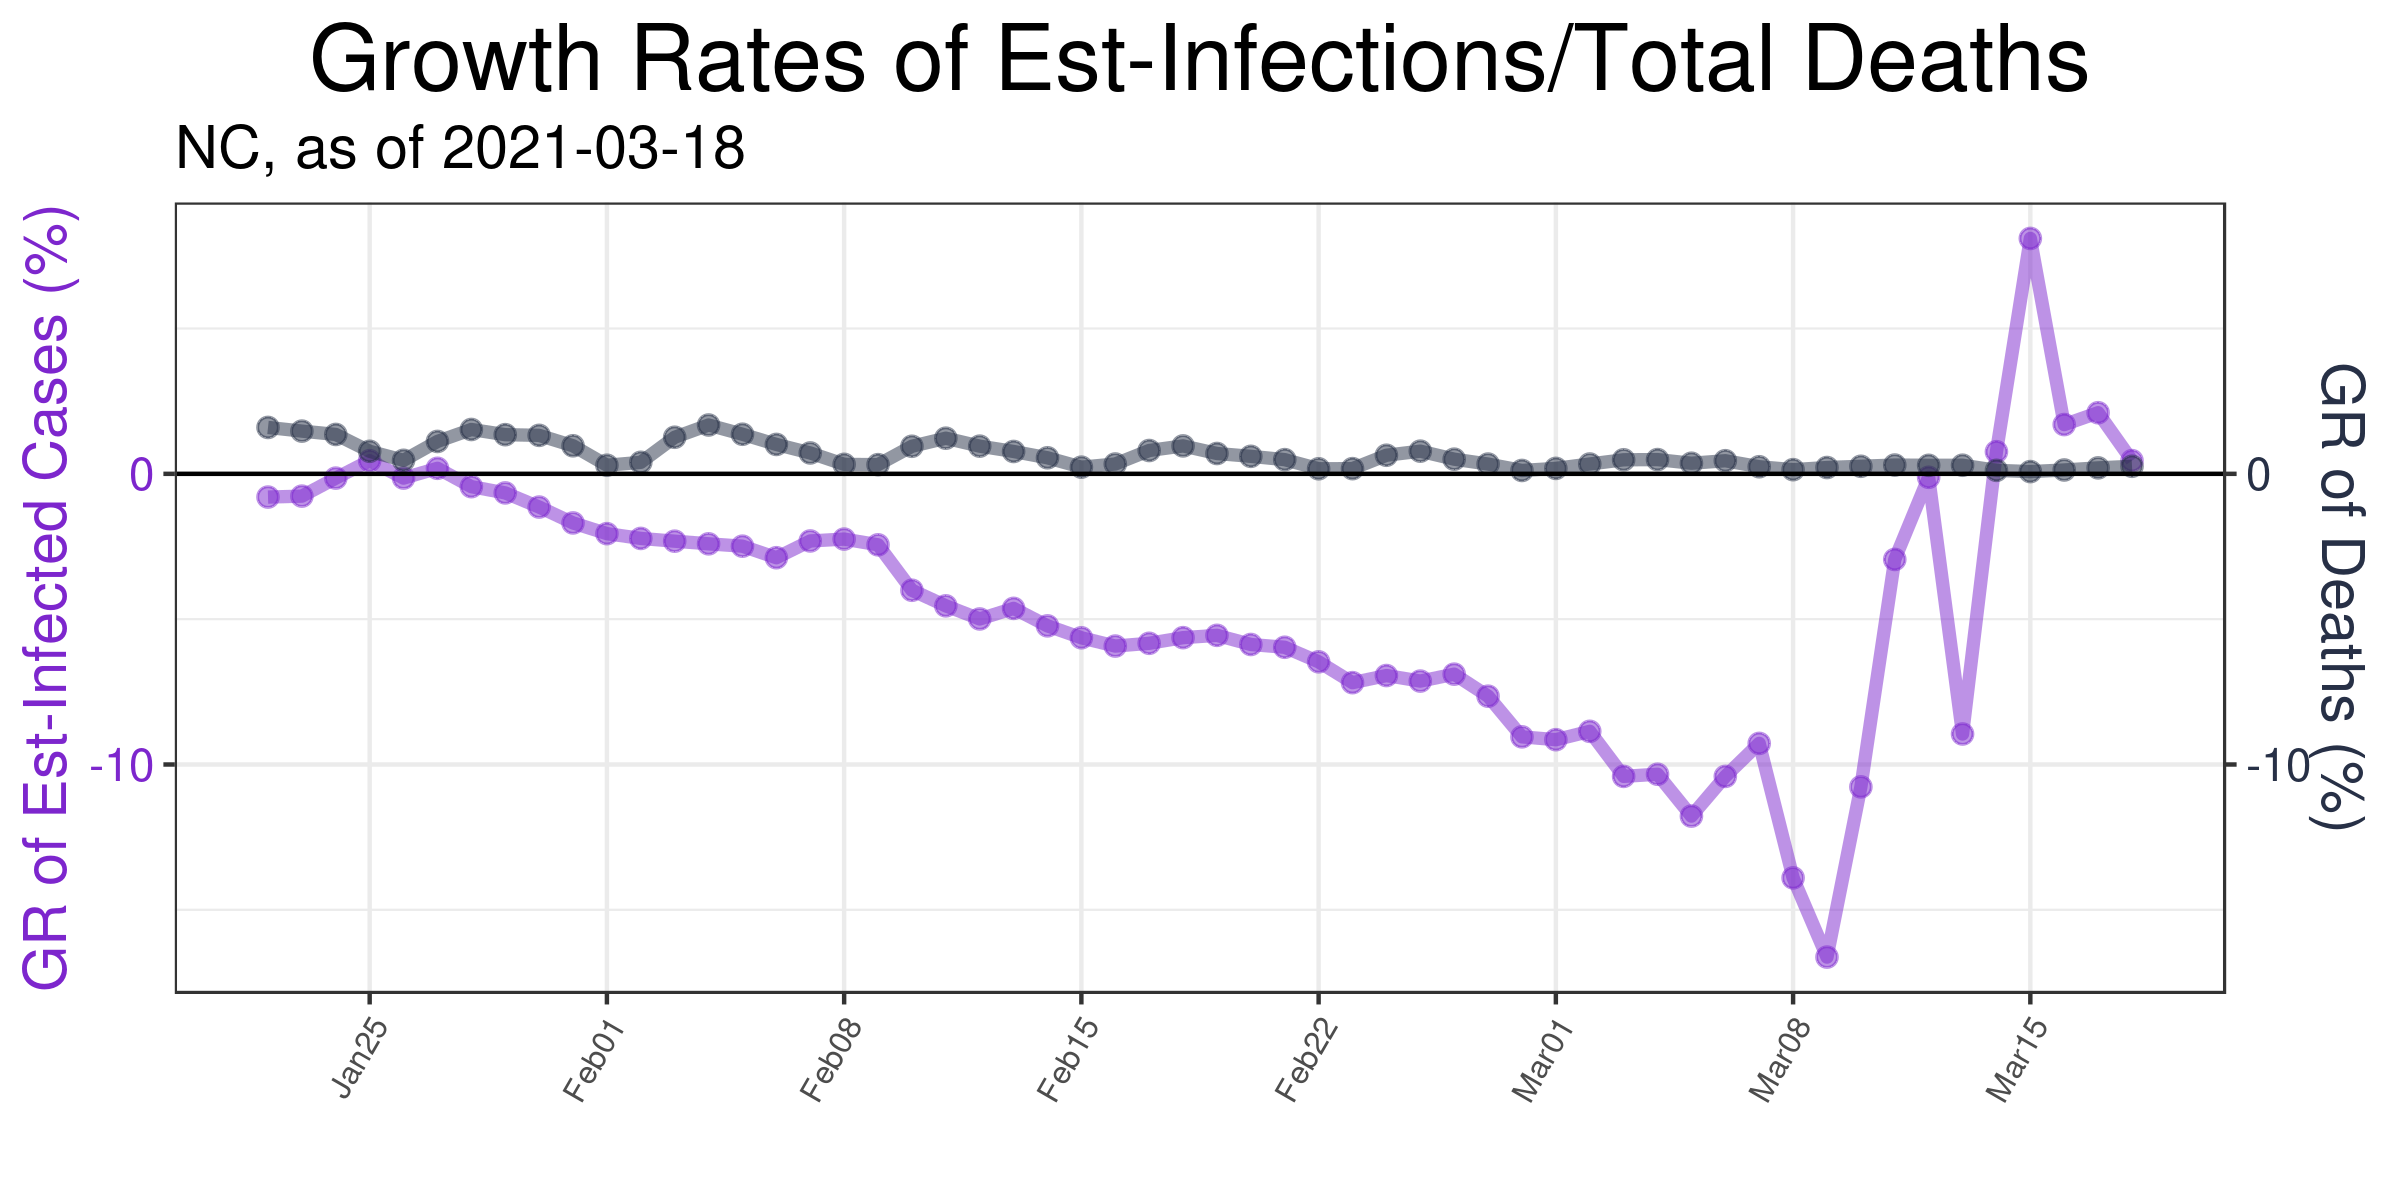 Growth Rates of Est-Infections/Total Deaths
NC, as of 2021-03-18
GR of Est-Infected Cases (%)
0
-10
GR of Deaths (%)
0
-10
Jan25
Feb01
Feb08
Feb15
Feb22
Mar01
Mar08
Mar15